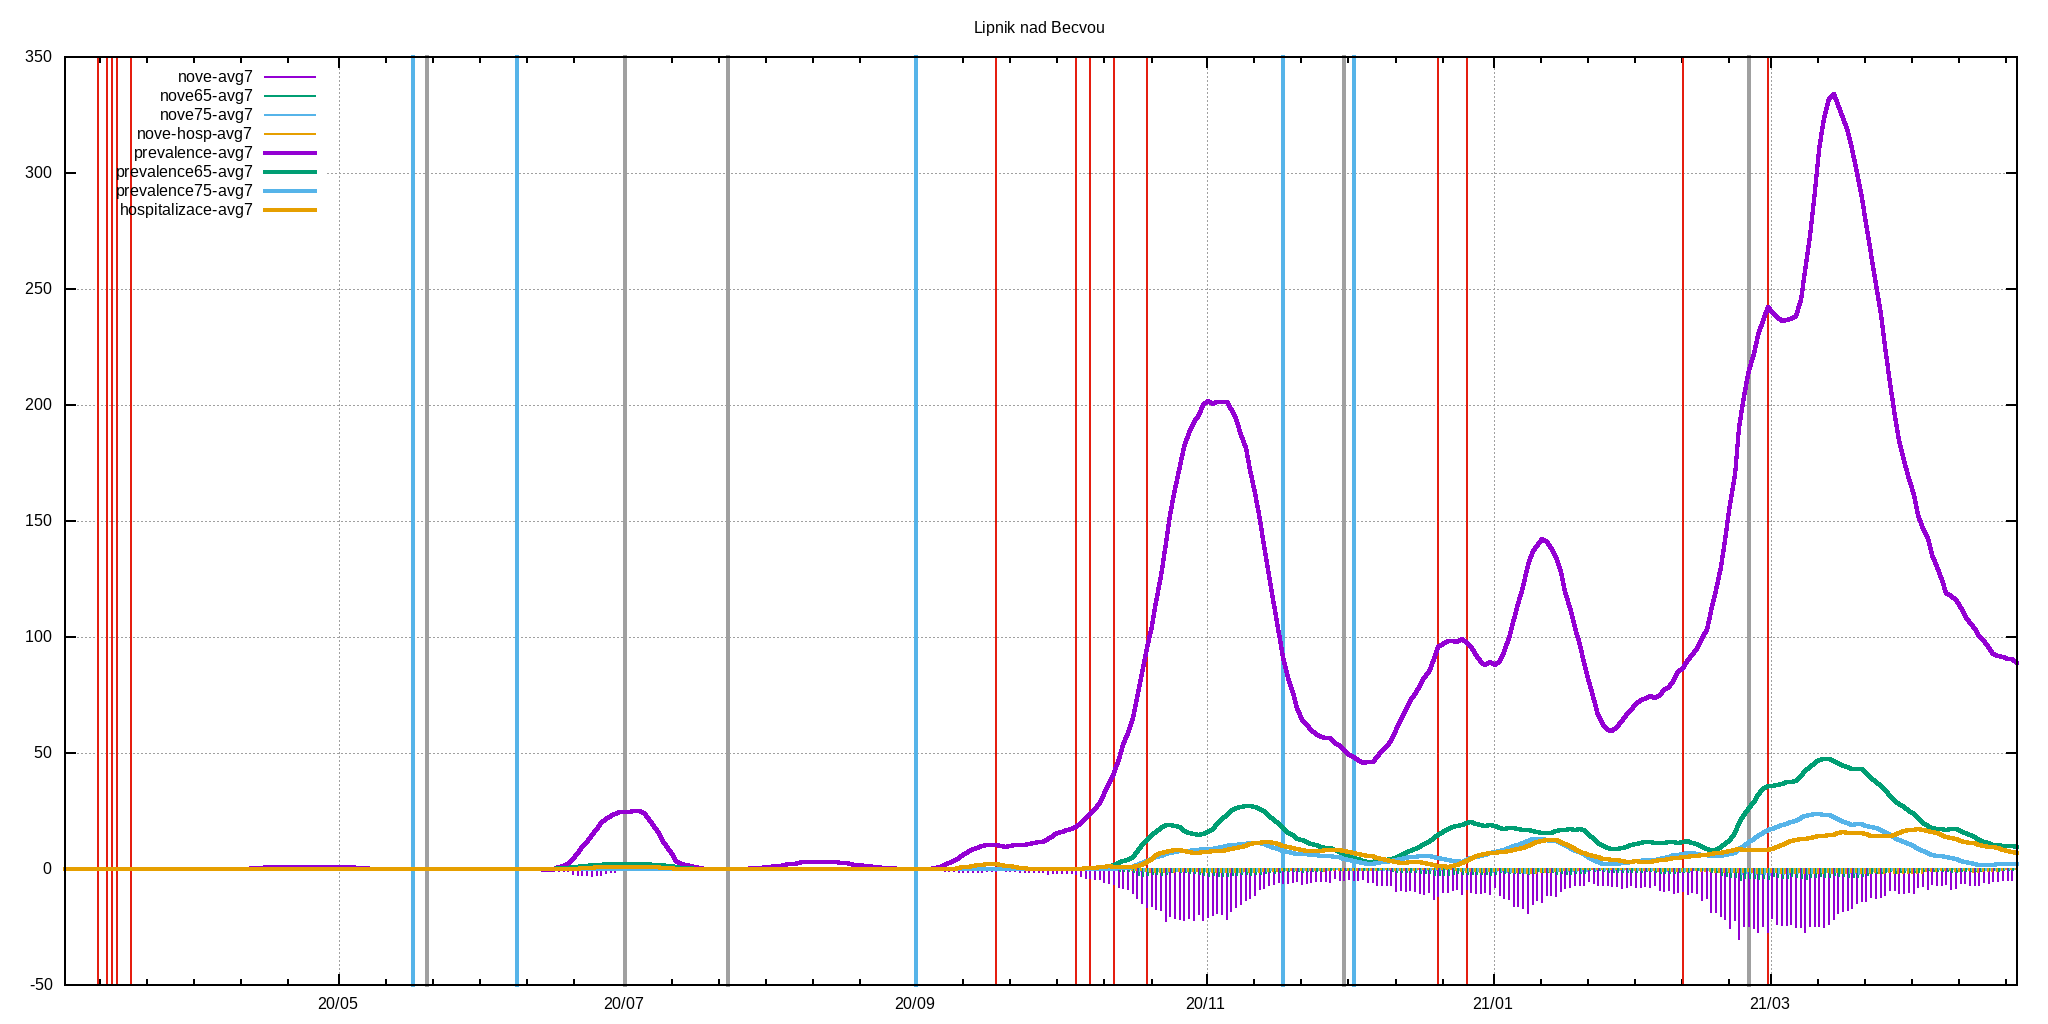 Lipnik nad Becvou
350
300
250
200
150
100
50
0
-50
nove-avg7
nove65-avg7
nove75-avg7
nove-hosp-avg7
prevalence-avg7
prevalence65-avg7
prevalence75-avg7
hospitalizace-avg7
20/05
20/07
20/09
20/11
21/01
21/03